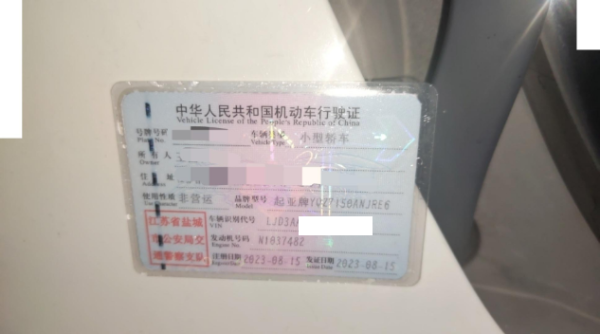 中华人民共和国机动车行驶证
Vehicle License of the People's Republic of China
号牌号码
Plate No.
车辆类型 小型轿车
Vehicle Type
所有人
Owner
住址
Address
使用性质 非营运 品牌型号 起亚牌YQZ7156ANJRE6
Model
江苏省盐城市公安局交通警察支队
车辆识别代号 LJD3A
VIN
发动机号码 N1037482
Engine No.
注册日期 2023-08-15 发证日期 2023-08-15
Register Date Issue Date